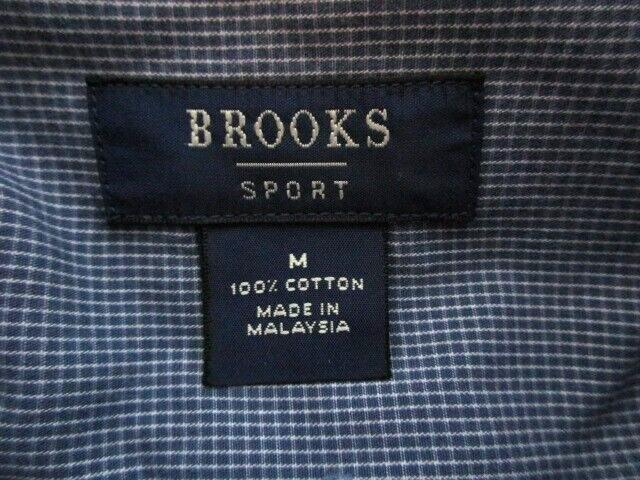 BROOKS
SPORT
M
100% COTTON
MADE IN
MALAYSIA